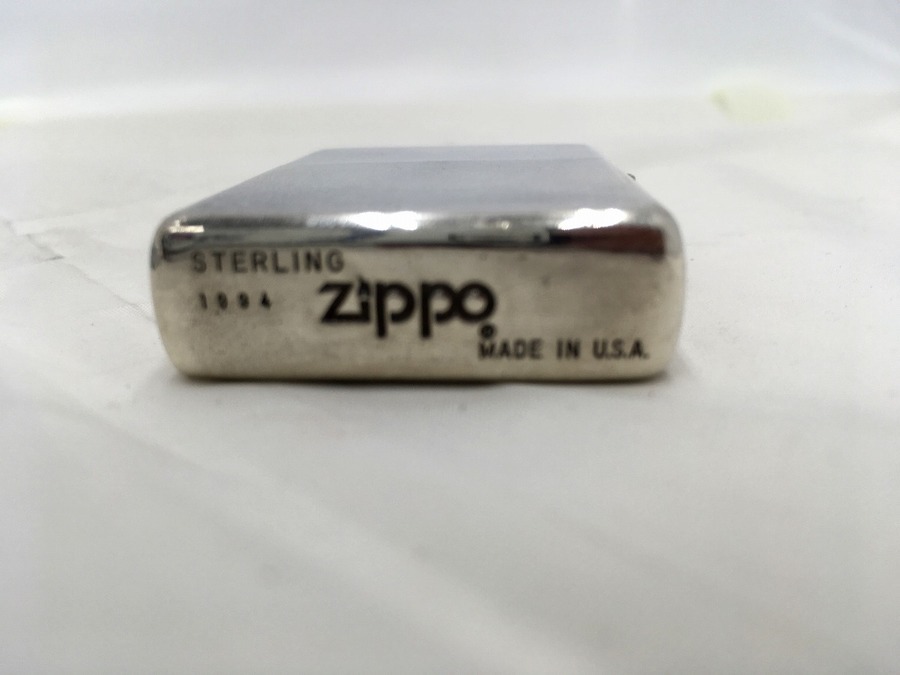 STERLING
1994
Zippo®
MADE IN U.S.A.